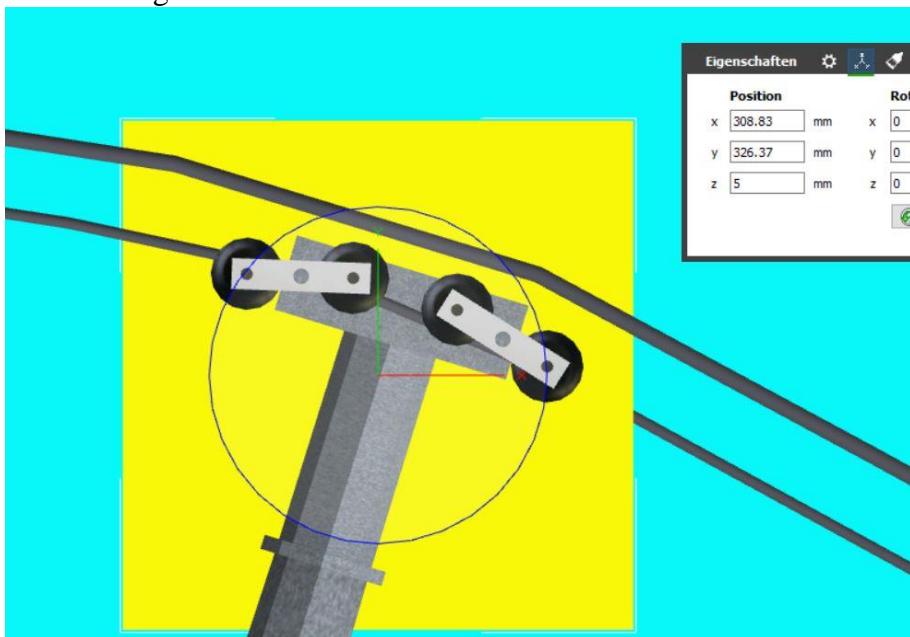 Eigenschaften
Position
x 308.83 mm x 0
y 326.37 mm y 0
z 5 mm z 0